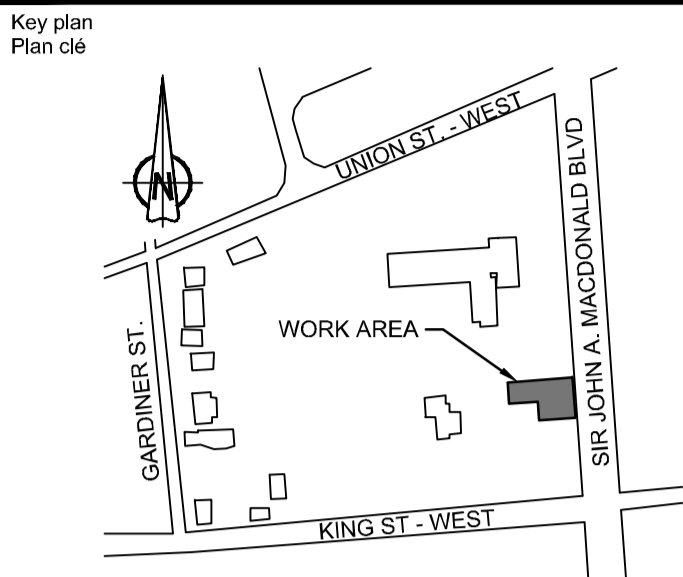 Key plan
Plan clé
N
UNION ST. - WEST
SIR JOHN A. MACDONALD BLVD
WORK AREA
GARDINER ST.
KING ST - WEST